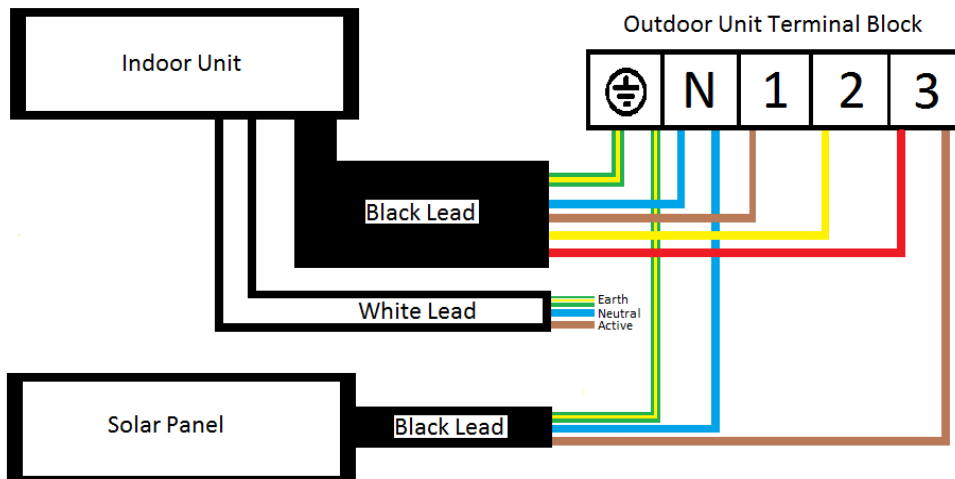 Outdoor Unit Terminal Block
Indoor Unit
N 1 2 3
Black Lead
White Lead
Earth
Neutral
Active
Solar Panel
Black Lead